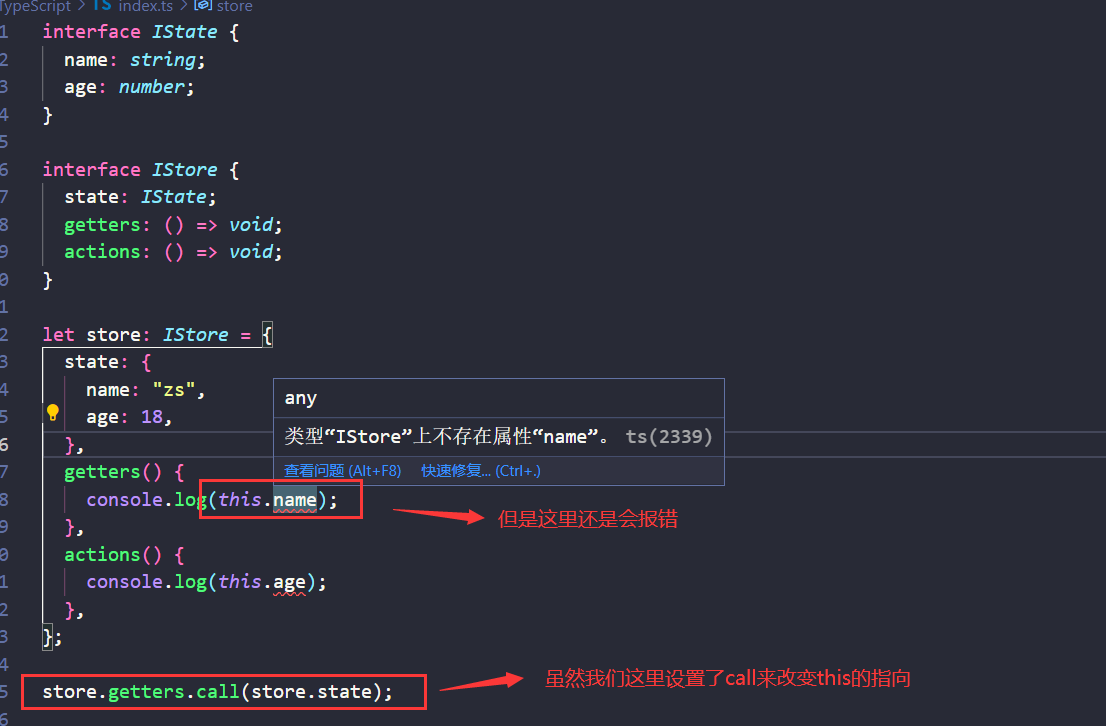 TypeScript > TS index.ts > store
1 interface IState {
2 name: string;
3 age: number;
4 }
5
6 interface IStore {
7 state: IState;
8 getters: () => void;
9 actions: () => void;
0 }
1
2 let store: IStore = {
3 state: {
4 name: "zs",
any
5 age: 18,
类型“IStore”上不存在属性“name”。 ts(2339)
6 },
7 getters() {
查看问题 (Alt+F8) 快速修复... (Ctrl+.)
8 console.log(this.name);
但是这里还是会报错
9 },
0 actions() {
1 console.log(this.age);
2 },
3 };
4
5 store.getters.call(store.state);
虽然我们这里设置了call来改变this的指向
6